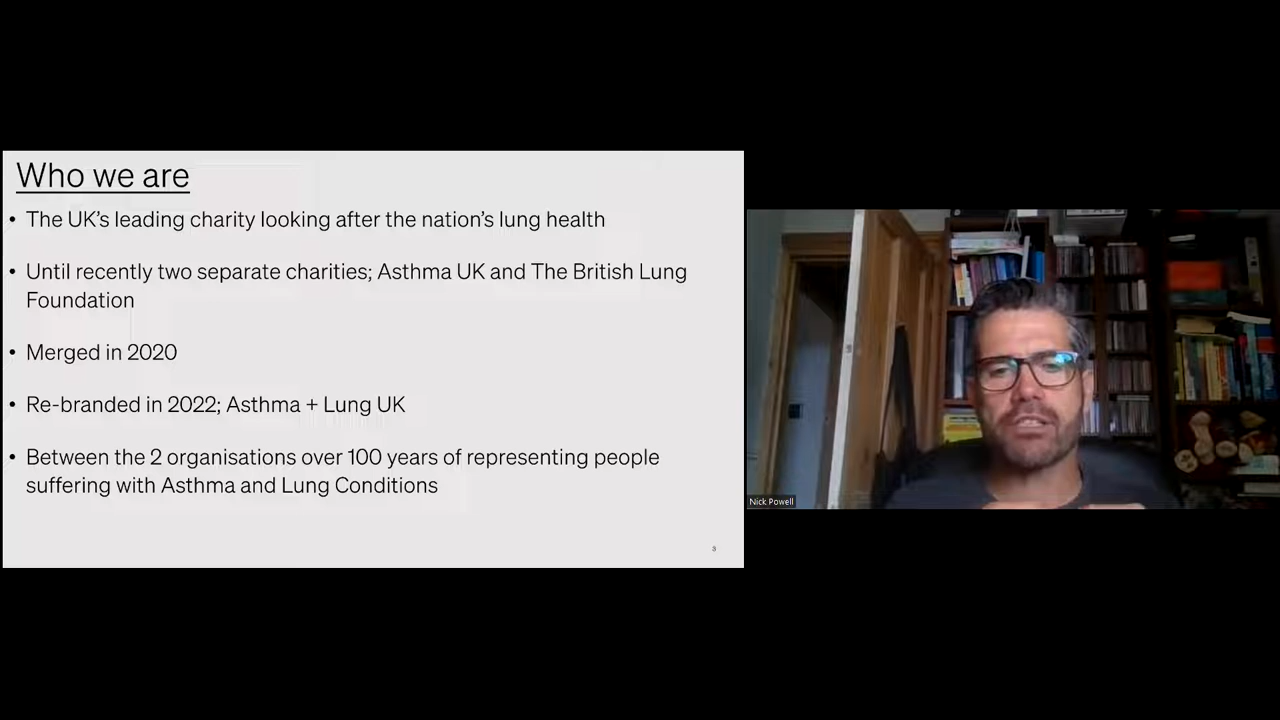 Who we are
• The UK's leading charity looking after the nation's lung health
• Until recently two separate charities; Asthma UK and The British Lung
Foundation
• Merged in 2020
• Re-branded in 2022; Asthma + Lung UK
• Between the 2 organisations over 100 years of representing people
suffering with Asthma and Lung Conditions
3
Nick Powell